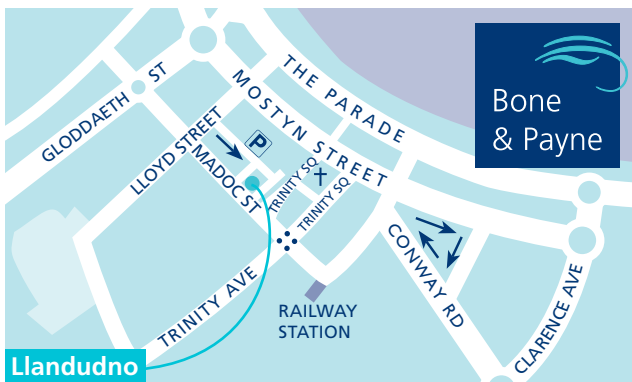 THE PARADE
MOSTYN STREET
GLODDAETH ST
LLOYD STREET
P
MADOC ST
TRINITY SQ
TRINITY SQ
CONWAY RD
CLARENCE AVE
TRINITY AVE
RAILWAY
STATION
Bone
& Payne
Llandudno